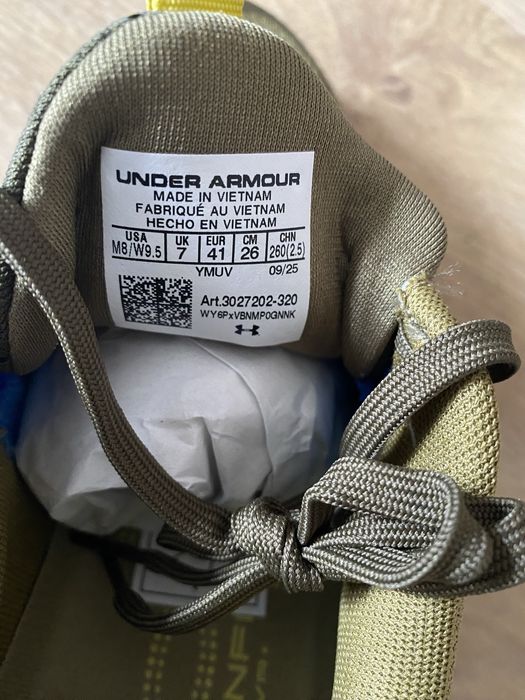 UNDER ARMOUR
MADE IN VIETNAM
FABRIQUÉ AU VIETNAM
HECHO EN VIETNAM
USA UK EUR CM CHN
M8/W9.5 7 41 26 260(2.5)
YMUV 09/25
Art.3027202-320
WY6PxVBNMP0GNNK